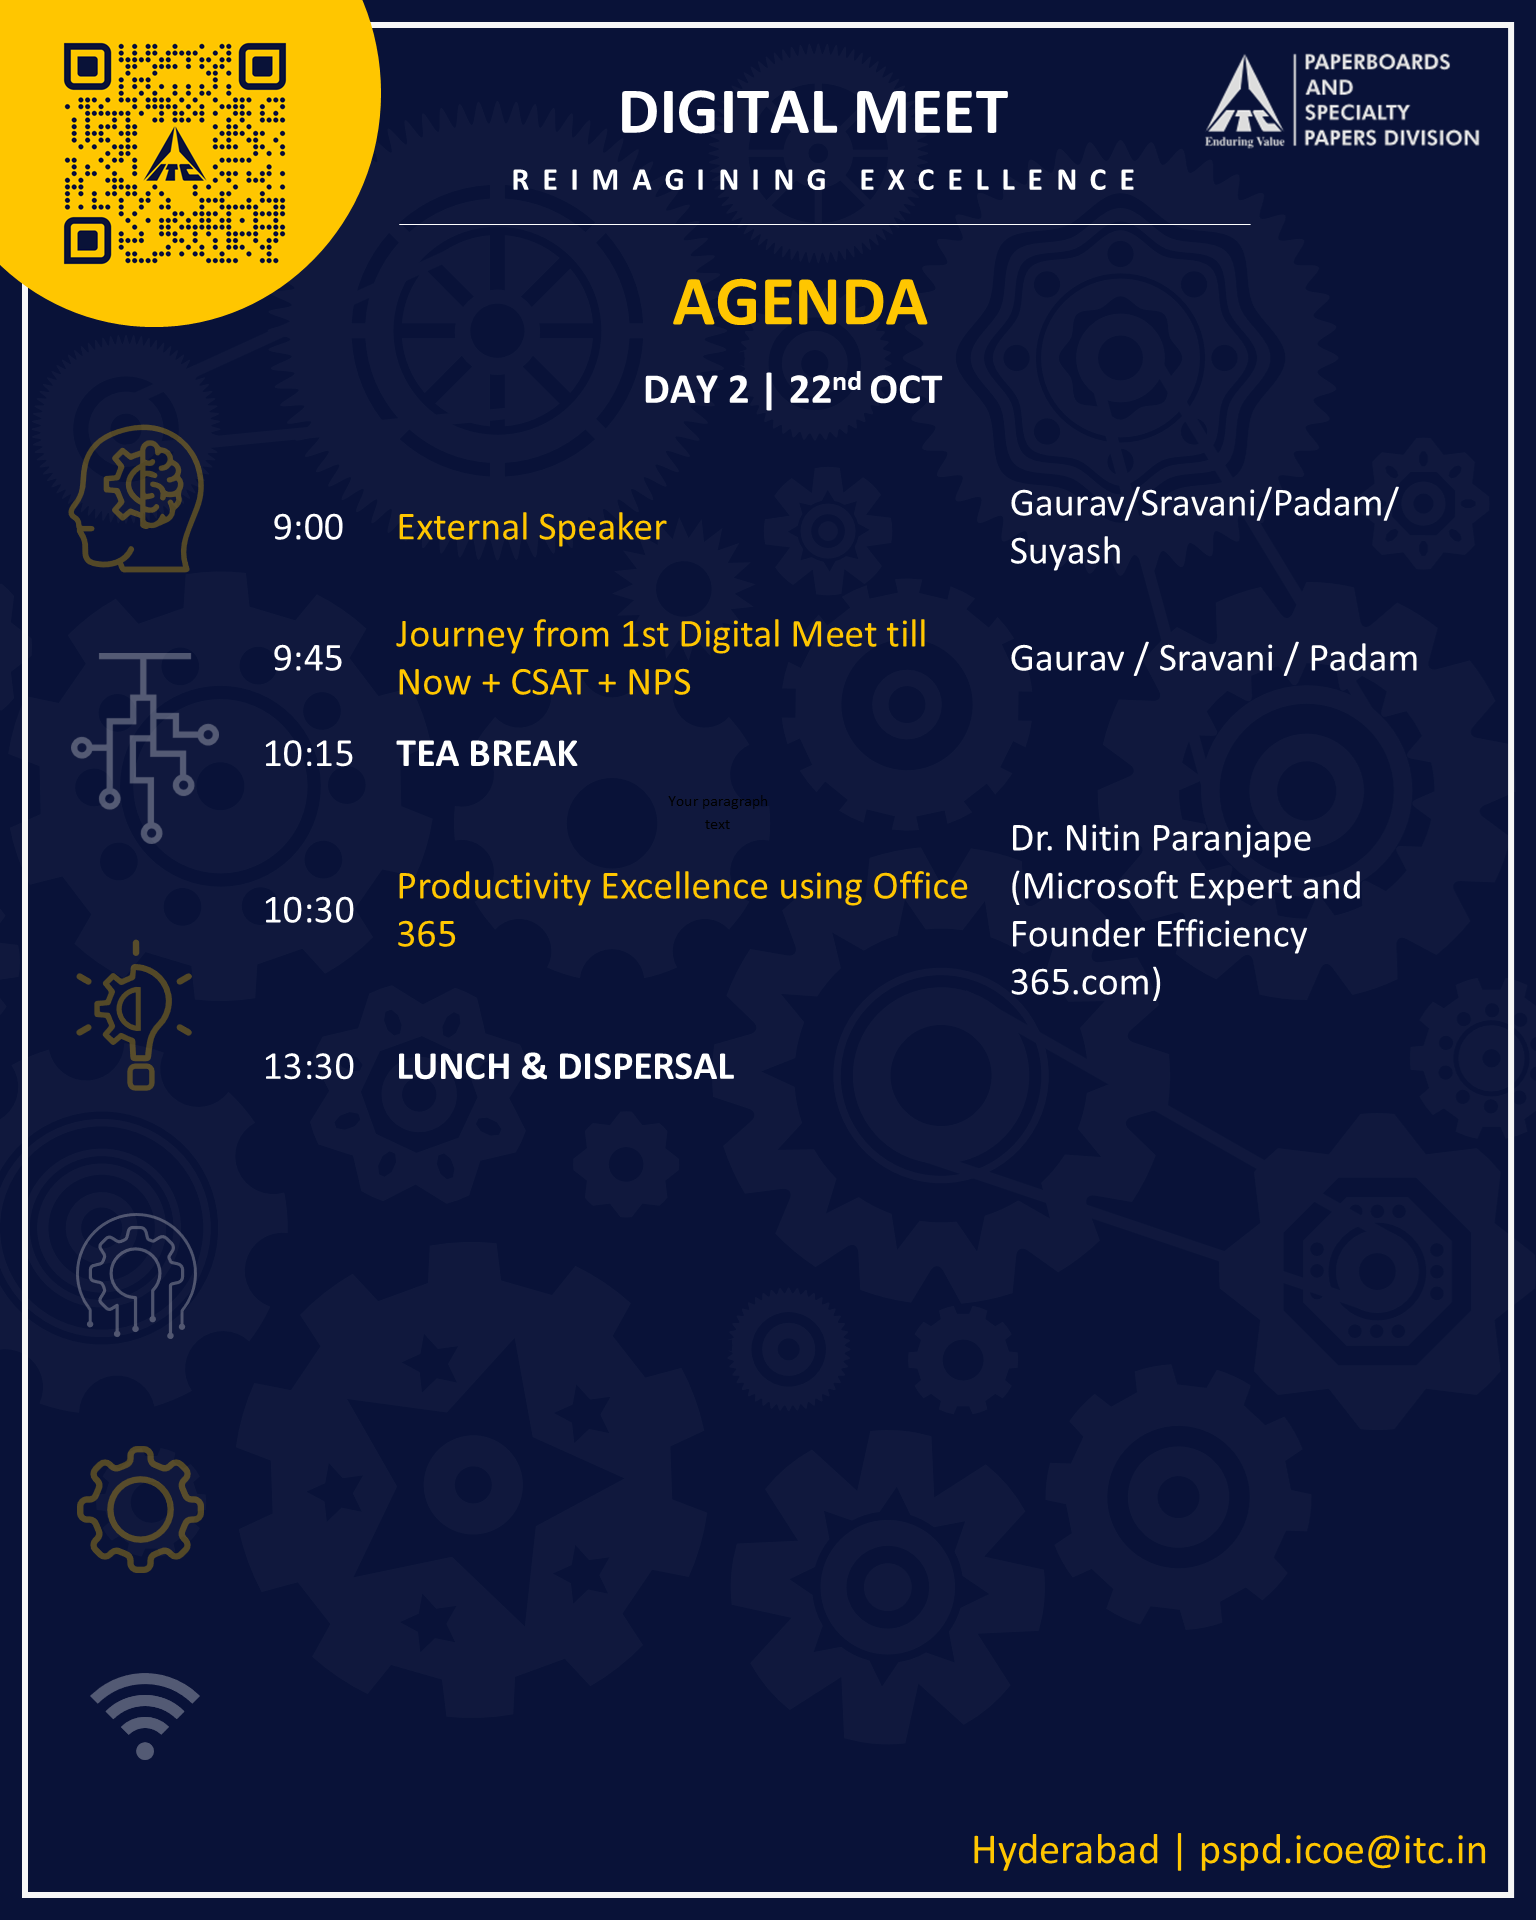 DIGITAL MEET
REIMAGINING EXCELLENCE
ITC
Enduring Value
PAPERBOARDS
AND
SPECIALTY
PAPERS DIVISION
ITC
AGENDA
DAY 2 | 22nd OCT
9:00 External Speaker Gaurav/Sravani/Padam/
Suyash
9:45 Journey from 1st Digital Meet till
Now + CSAT + NPS
Gaurav / Sravani / Padam
10:15 TEA BREAK
Your paragraph
text
10:30 Productivity Excellence using Office
365
Dr. Nitin Paranjape
(Microsoft Expert and
Founder Efficiency
365.com)
13:30 LUNCH & DISPERSAL
Hyderabad | pspd.icoe@itc.in